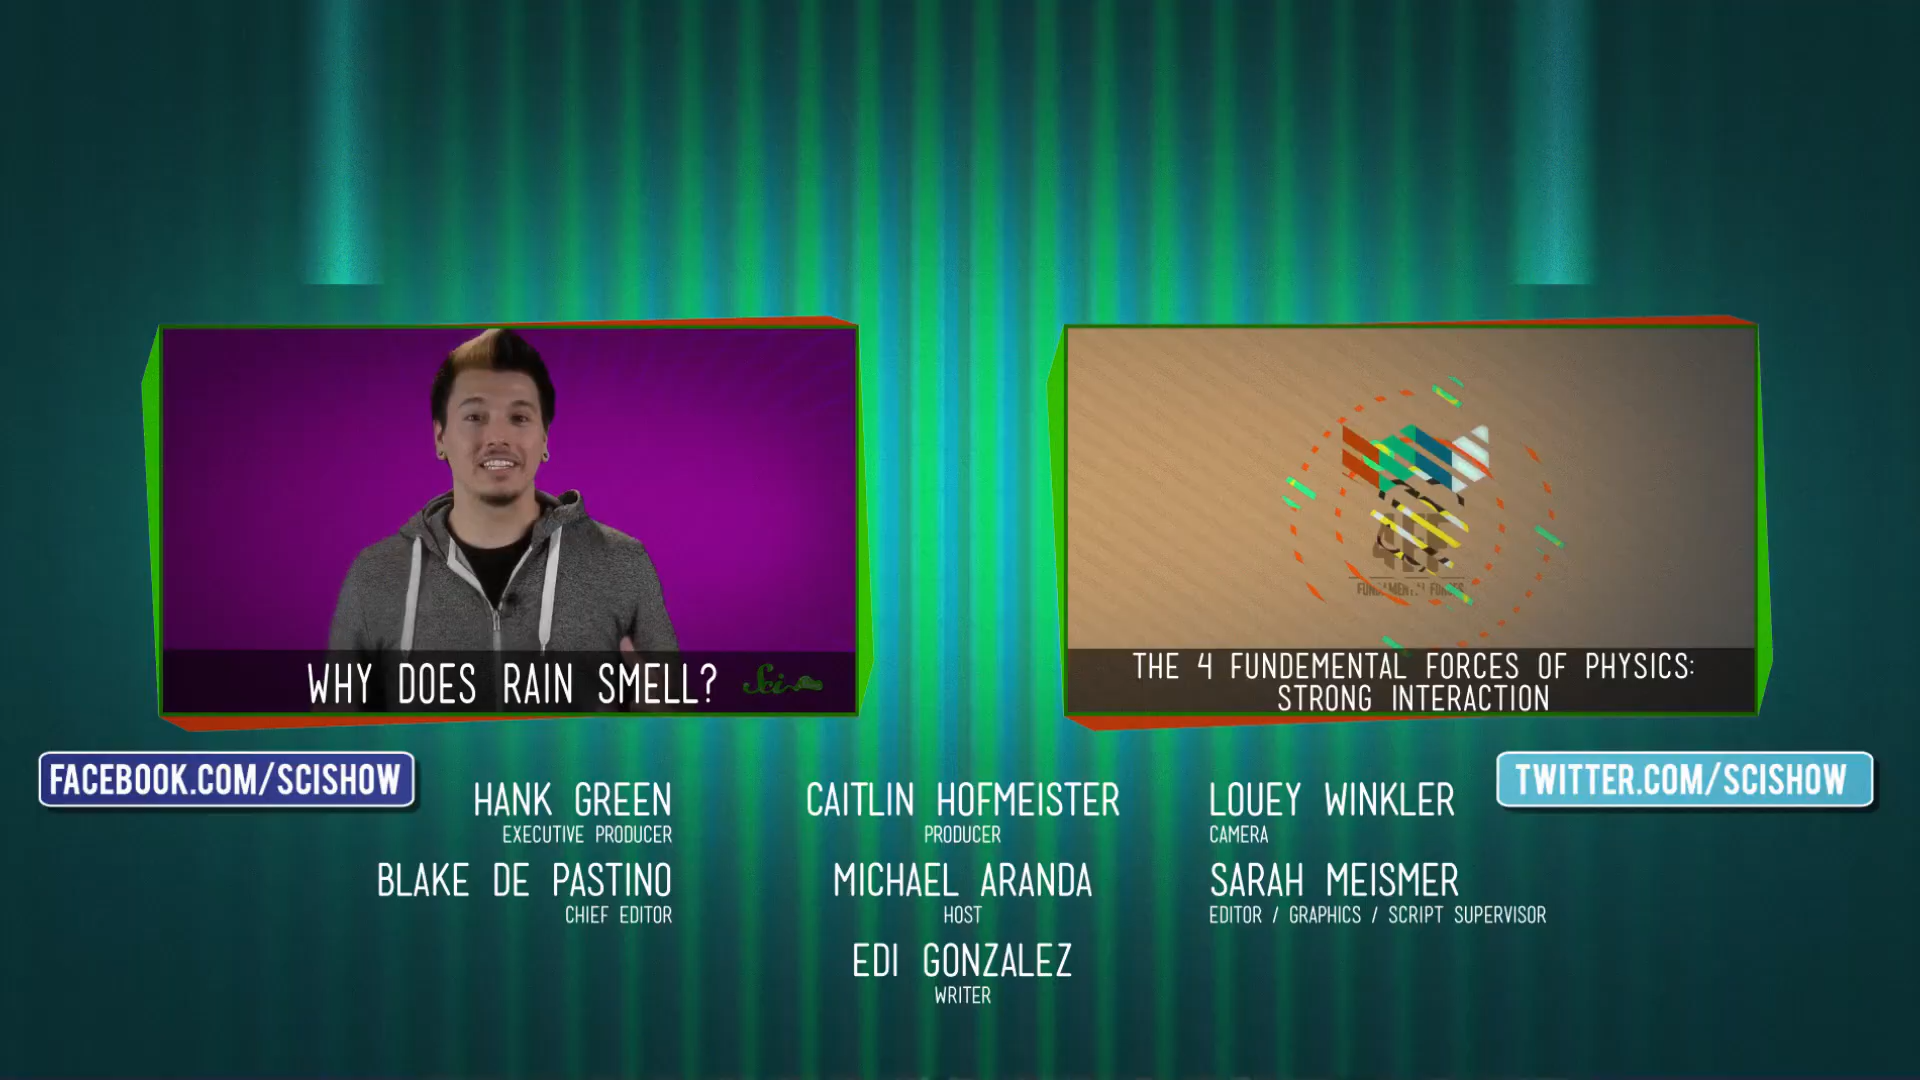 WHY DOES RAIN SMELL?
Sci
THE 4 FUNDEMENTAL FORCES OF PHYSICS:
STRONG INTERACTION
FACEBOOK.COM/SCISHOW
TWITTER.COM/SCISHOW
HANK GREEN
EXECUTIVE PRODUCER
CAITLIN HOFMEISTER
PRODUCER
LOUEY WINKLER
CAMERA
BLAKE DE PASTINO
CHIEF EDITOR
MICHAEL ARANDA
HOST
SARAH MEISMER
EDITOR / GRAPHICS / SCRIPT SUPERVISOR
EDI GONZALEZ
WRITER